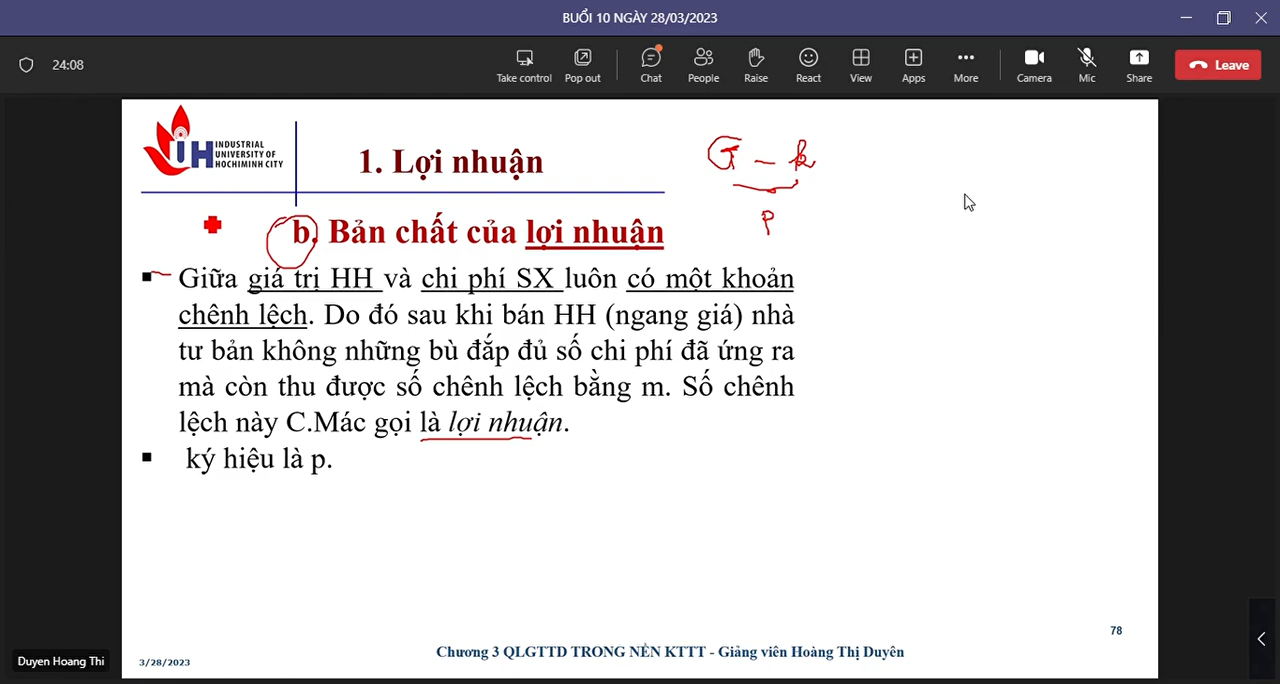 BUỔI 10 NGÀY 28/03/2023
24:08
Take control Pop out Chat People Raise React View Apps More Camera Mic Share Leave
INDUSTRIAL
UNIVERSITY OF
HOCHIMINH CITY
IH
1. Lợi nhuận
G - k
p
b. Bản chất của lợi nhuận
Giữa giá trị HH và chi phí SX luôn có một khoản
chênh lệch. Do đó sau khi bán HH (ngang giá) nhà
tư bản không những bù đắp đủ số chi phí đã ứng ra
mà còn thu được số chênh lệch bằng m. Số chênh
lệch này C.Mác gọi là lợi nhuận.
ký hiệu là p.
78
Duyen Hoang Thi
3/28/2023
Chương 3 QLGTTD TRONG NỀN KTTT - Giảng viên Hoàng Thị Duyên